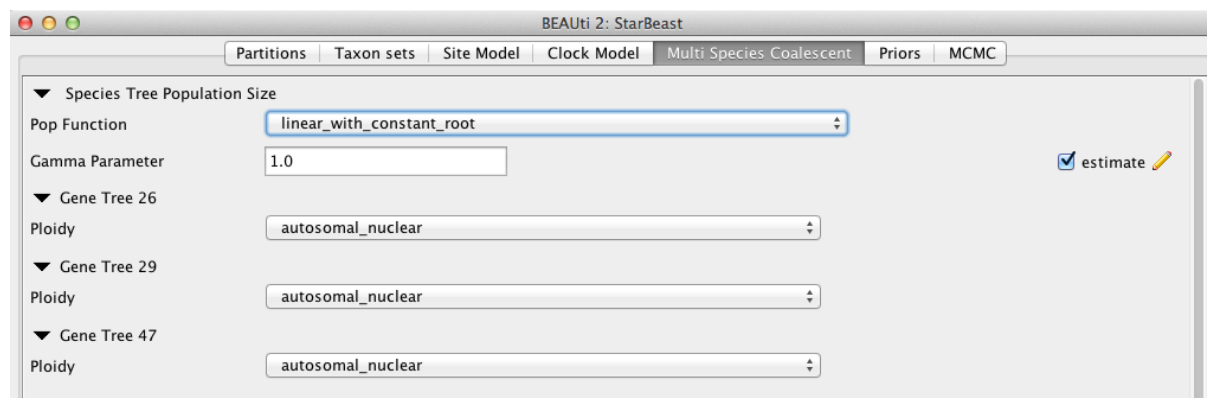 BEAUti 2: StarBeast
Partitions Taxon sets Site Model Clock Model Multi Species Coalescent Priors MCMC
Species Tree Population Size
Pop Function linear_with_constant_root
Gamma Parameter 1.0 estimate
Gene Tree 26
Ploidy autosomal_nuclear
Gene Tree 29
Ploidy autosomal_nuclear
Gene Tree 47
Ploidy autosomal_nuclear